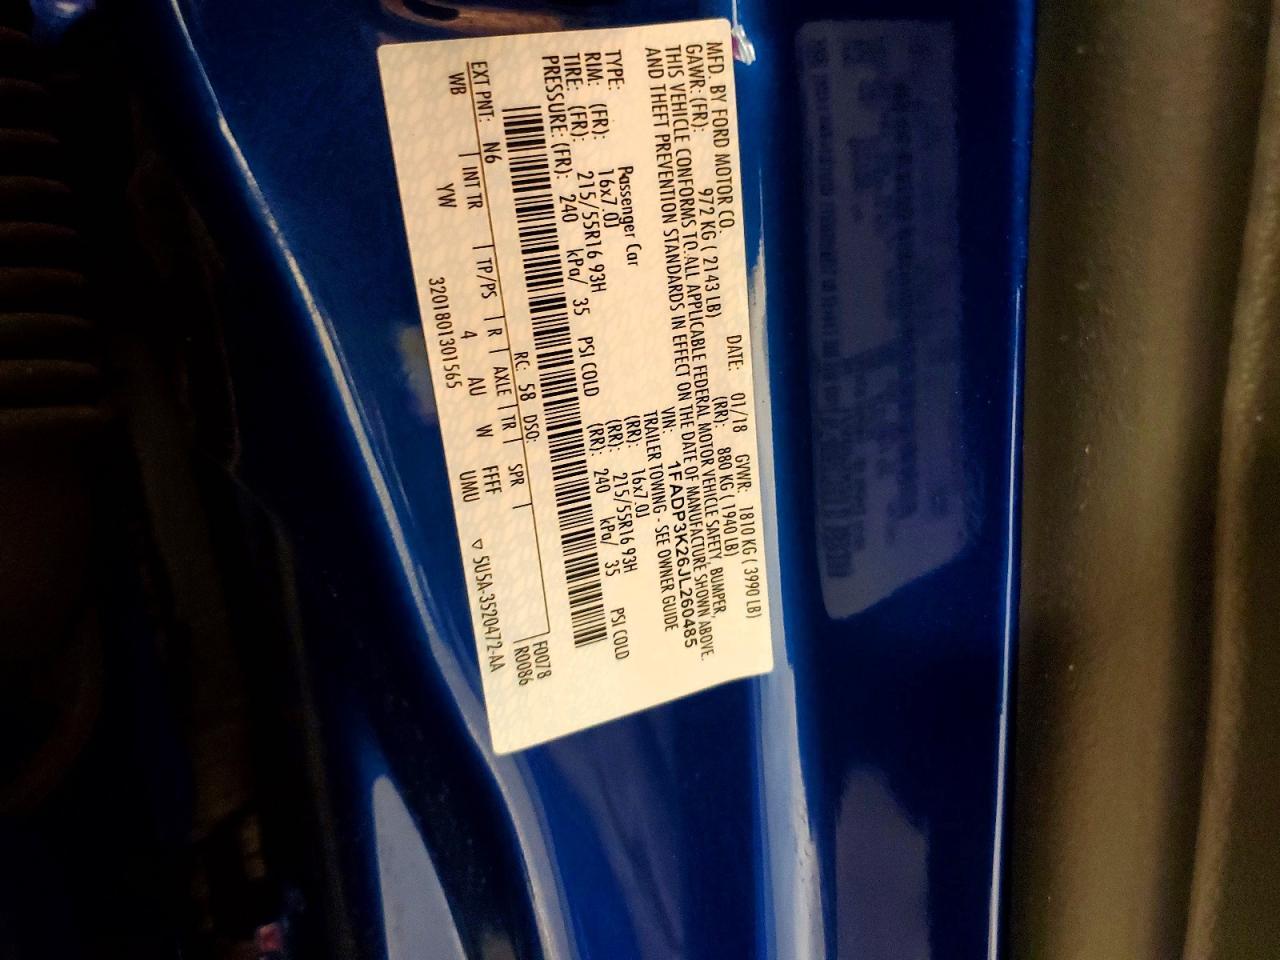 MFD. BY FORD MOTOR CO. DATE: 01/18 GVWR: 1810 KG ( 3990 LB)
GAWR: (FR): 972 KG ( 2143 LB) (RR): 880 KG ( 1940 LB)
THIS VEHICLE CONFORMS TO ALL APPLICABLE FEDERAL MOTOR VEHICLE SAFETY, BUMPER,
AND THEFT PREVENTION STANDARDS IN EFFECT ON THE DATE OF MANUFACTURE SHOWN ABOVE.
VIN: 1FADP3K26JL260485
TYPE: Passenger Car TRAILER TOWING - SEE OWNER GUIDE
RIM: (FR): 16x7.0J (RR): 16x7.0J
TIRE: (FR): 215/55R16 93H (RR): 215/55R16 93H
PRESSURE: (FR): 240 kPa/ 35 PSI COLD (RR): 240 kPa/ 35 PSI COLD
F0078
RC: 58 DSO: R0086
EXT PNT: N6 INT TR TP/PS R AXLE TR SPR
WB YW 4 AU W FFFF
UMU ▽ 5U5A-3520472-AA
3201801301565